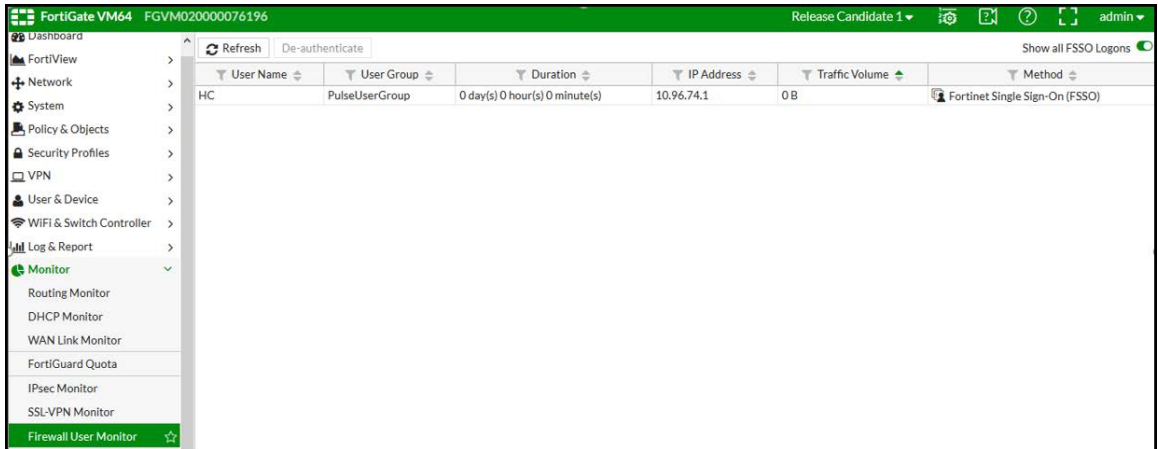 FortiGate VM64 FGVM020000076196 Release Candidate 1 admin
Dashboard
FortiView
Network
System
Policy & Objects
Security Profiles
VPN
User & Device
WiFi & Switch Controller
Log & Report
Monitor
Routing Monitor
DHCP Monitor
WAN Link Monitor
FortiGuard Quota
IPsec Monitor
SSL-VPN Monitor
Firewall User Monitor
Refresh De-authenticate Show all FSSO Logons
User Name User Group Duration IP Address Traffic Volume Method
HC PulseUserGroup 0 day(s) 0 hour(s) 0 minute(s) 10.96.74.1 0 B Fortinet Single Sign-On (FSSO)